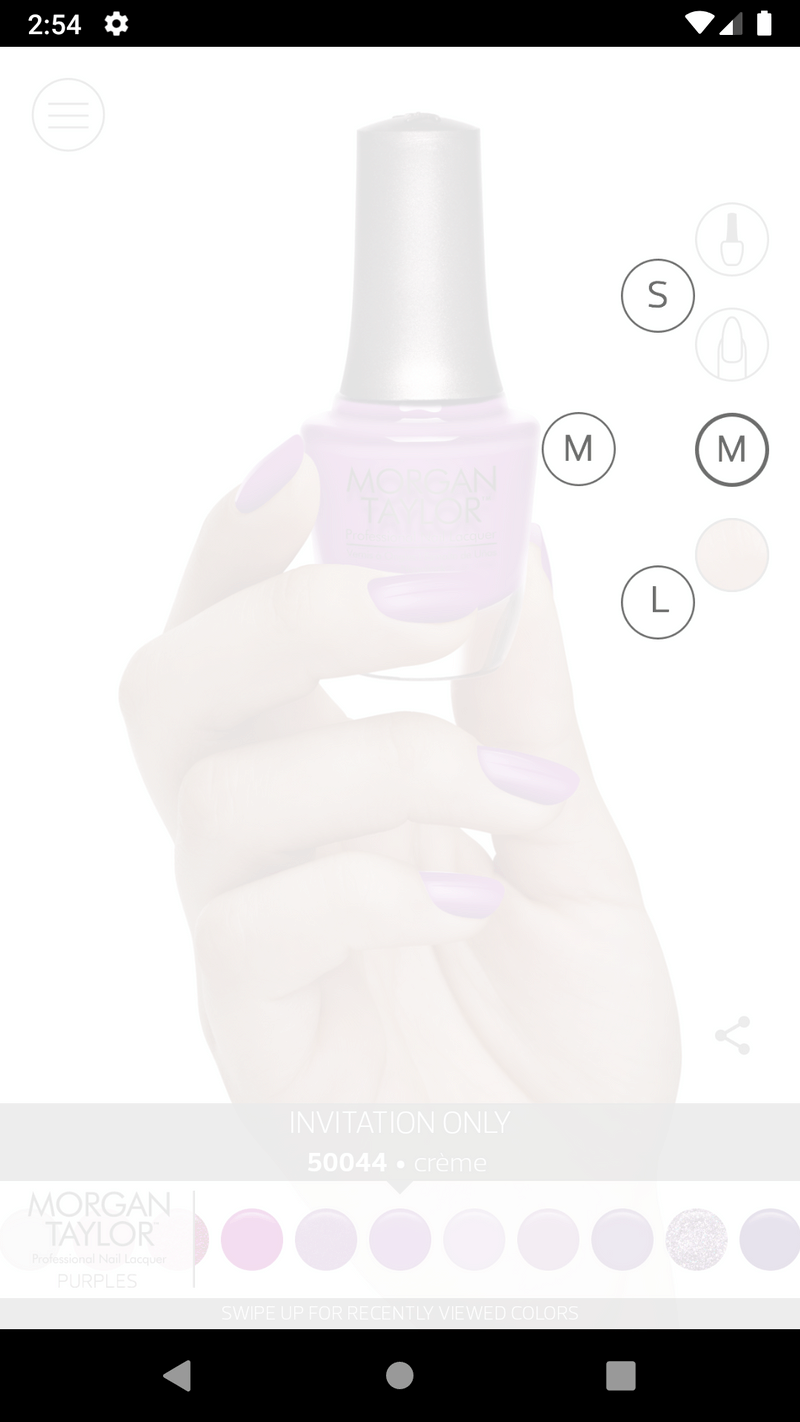 2:54
S
M
M
L
MORGAN
TAYLOR
INVITATION ONLY
50044 • crème
MORGAN
TAYLOR
Professional Nail Lacquer
PURPLES
SWIPE UP FOR RECENTLY VIEWED COLORS